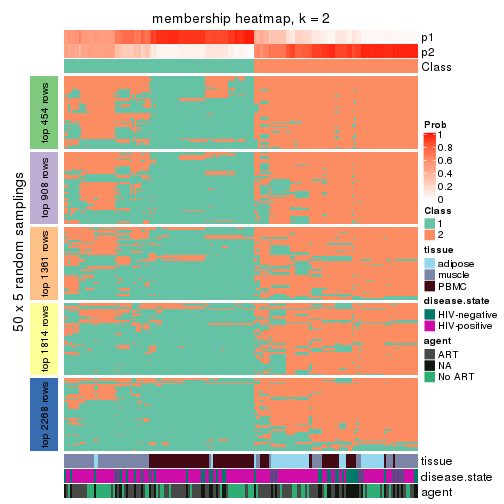 membership heatmap, k = 2
p1
p2
Class
50 x 5 random samplings
top 454 rows
top 908 rows
top 1361 rows
top 1814 rows
top 2268 rows
tissue
disease.state
agent
Prob
1
0.8
0.6
0.4
0.2
0
Class
1
2
tissue
adipose
muscle
PBMC
disease.state
HIV-negative
HIV-positive
agent
ART
NA
No ART